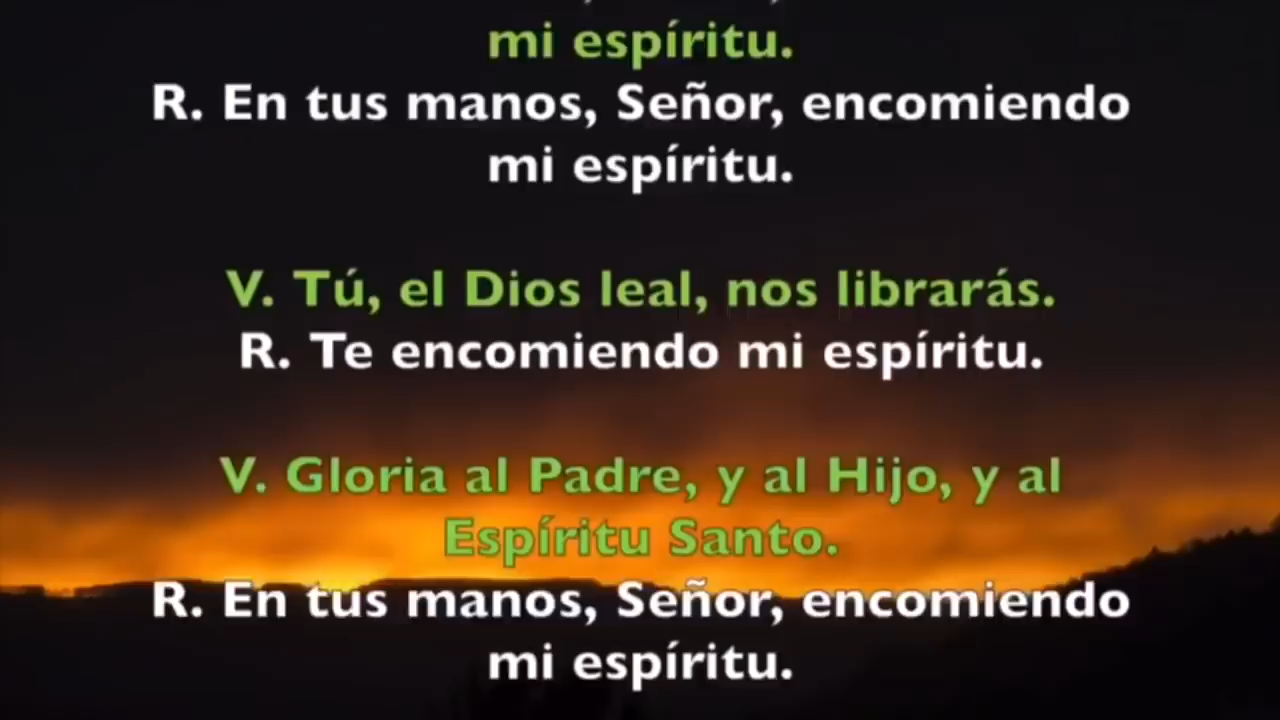 mi espíritu.
R. En tus manos, Señor, encomiendo
mi espíritu.
V. Tú, el Dios leal, nos librarás.
R. Te encomiendo mi espíritu.
V. Gloria al Padre, y al Hijo, y al
Espíritu Santo.
R. En tus manos, Señor, encomiendo
mi espíritu.